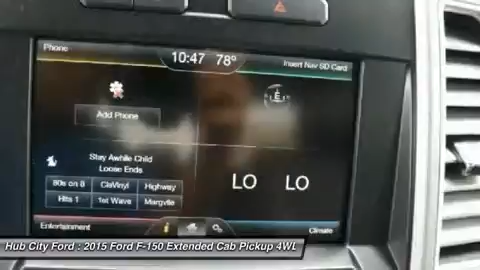 Phone
10:47 78°
Insert Nav SD Card
E
Add Phone
Stay Awhile Child
Loose Ends
80s on 8 ClsVinyl Highway
Hits 1 1st Wave Margvlle
LO LO
Entertainment
i
Climate
Hub City Ford : 2015 Ford F-150 Extended Cab Pickup 4WL